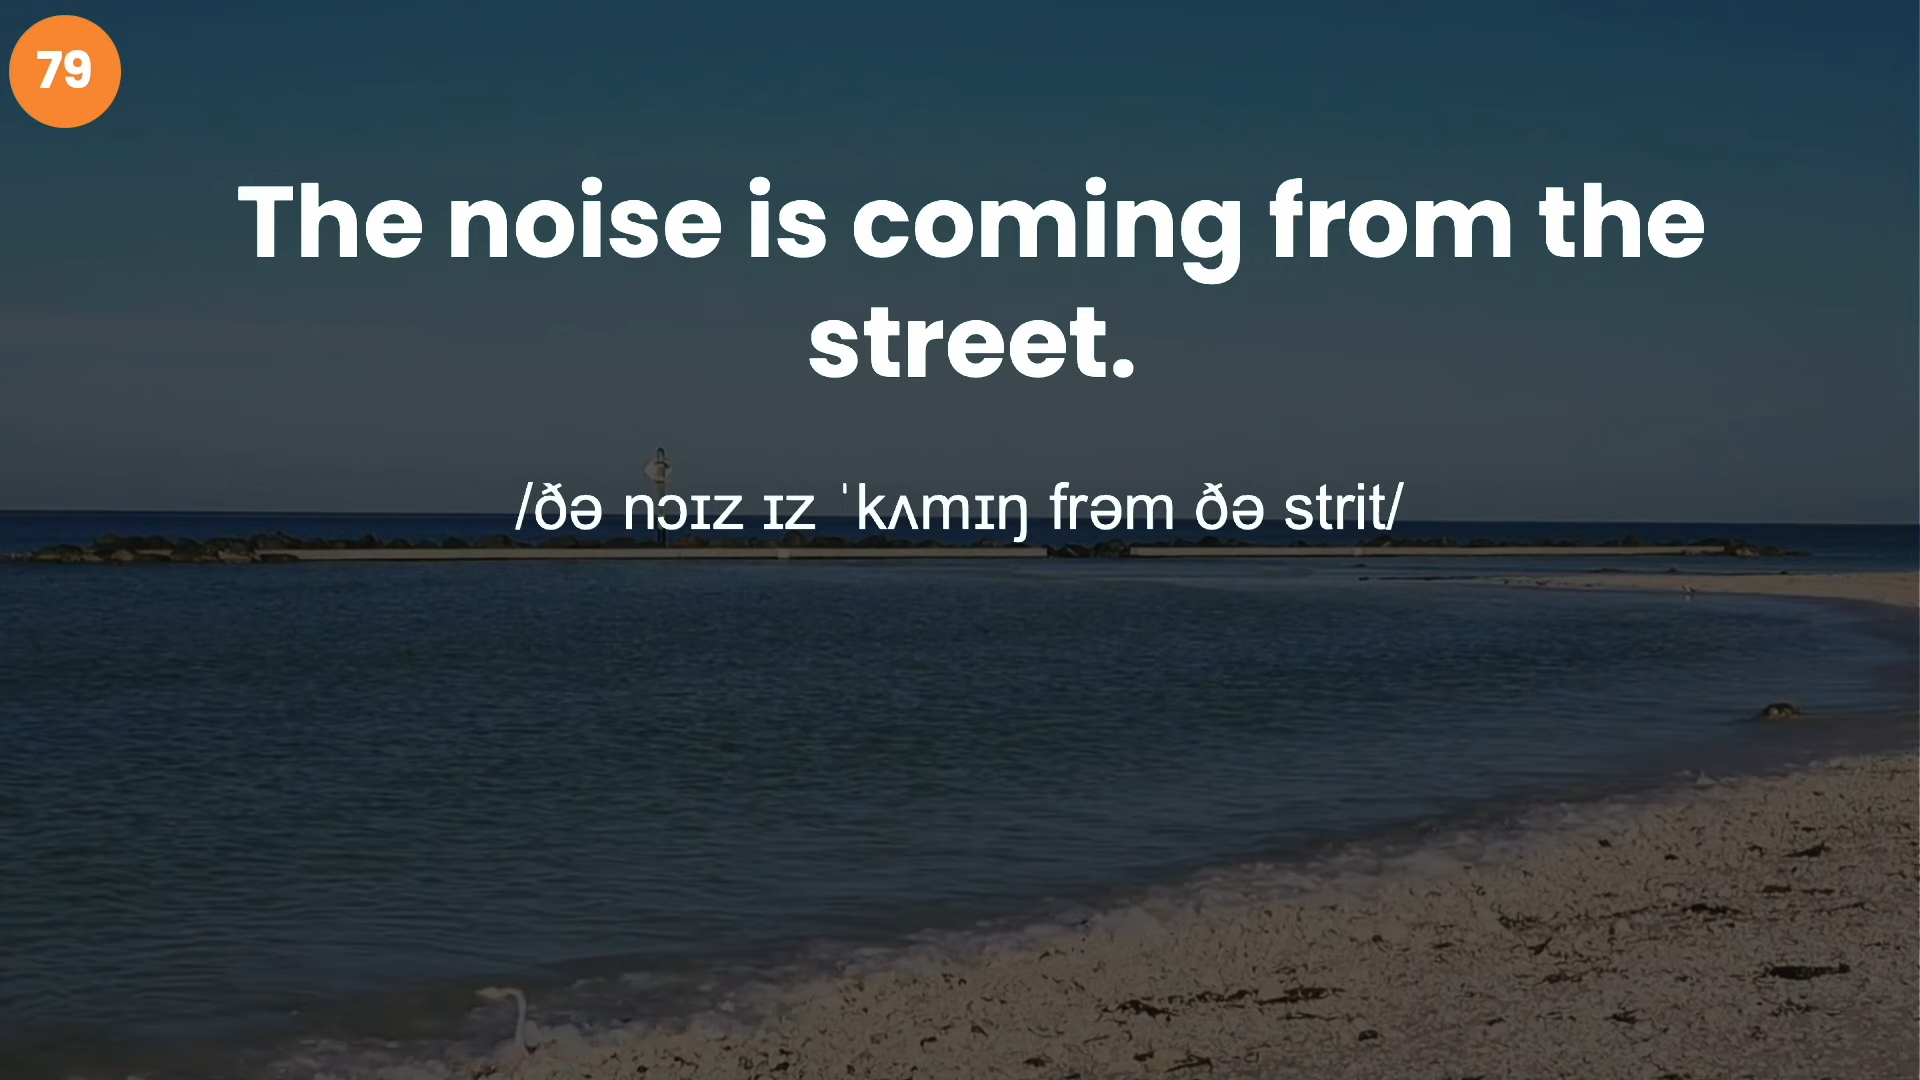 79
The noise is coming from the
street.
/ðə nɔɪz ɪz ˈkʌmɪŋ frəm ðə strit/